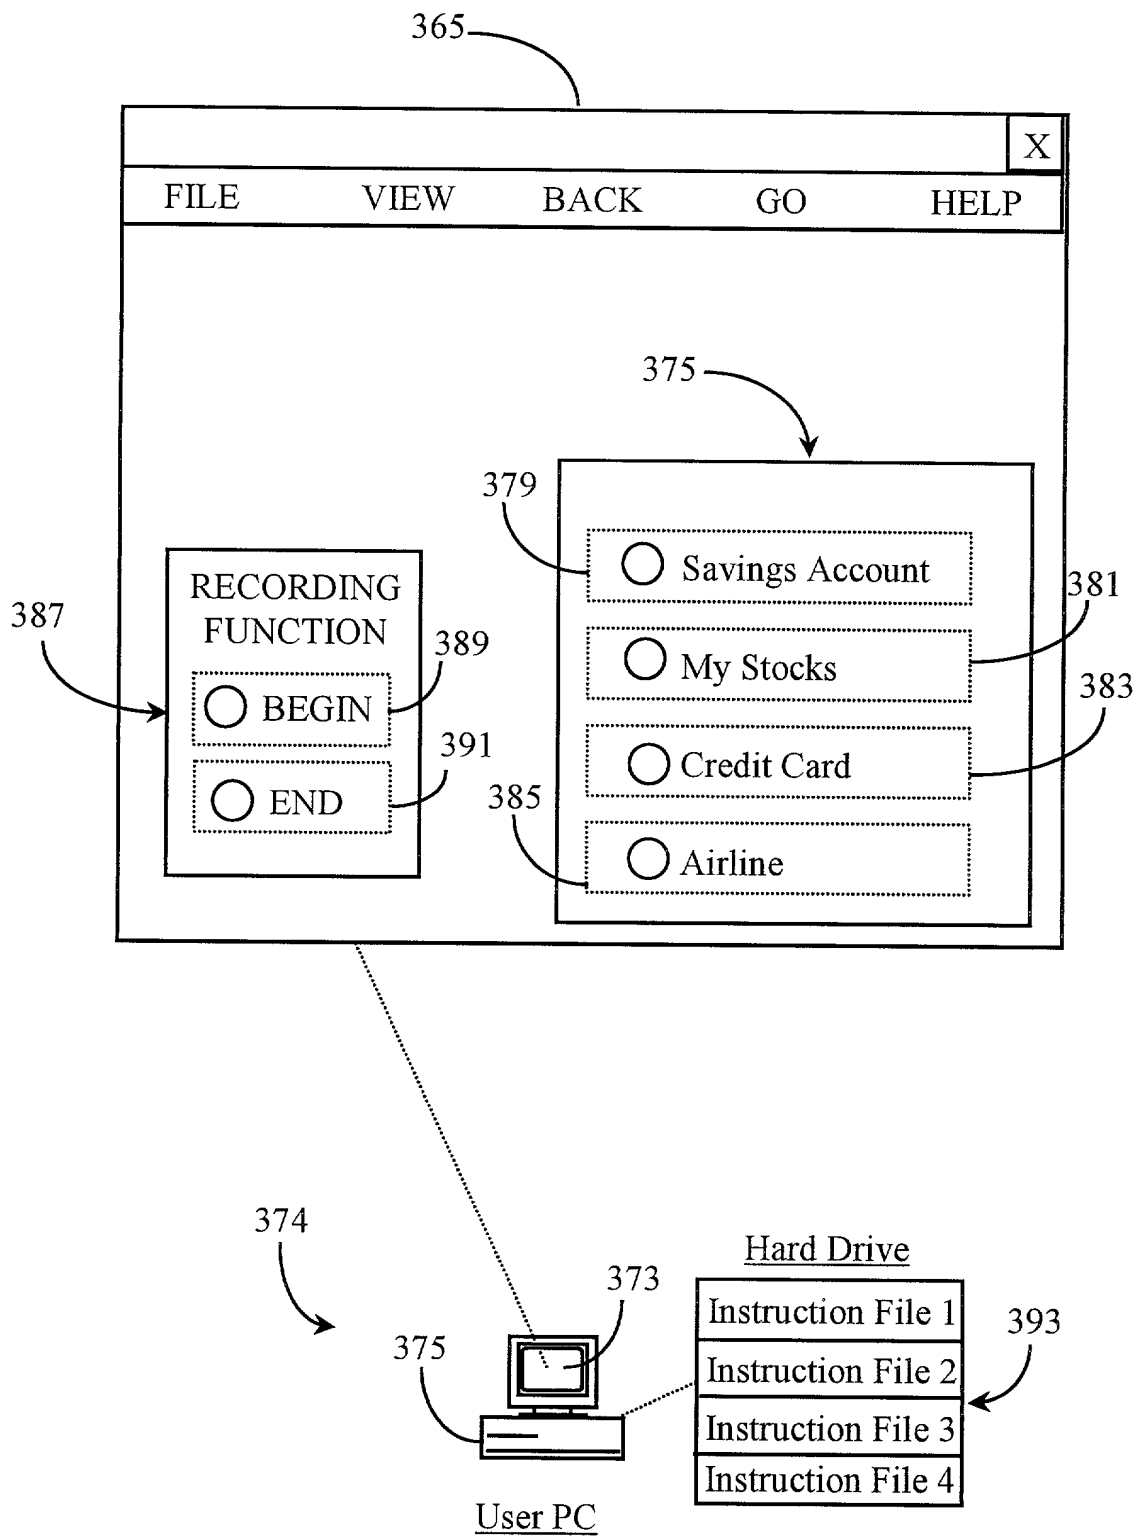 365
X
FILE VIEW BACK GO HELP
375
379
Savings Account
381
My Stocks
383
Credit Card
385
Airline
387
RECORDING
FUNCTION
389
BEGIN
391
END
374
373
375
User PC
Hard Drive
Instruction File 1
393
Instruction File 2
Instruction File 3
Instruction File 4